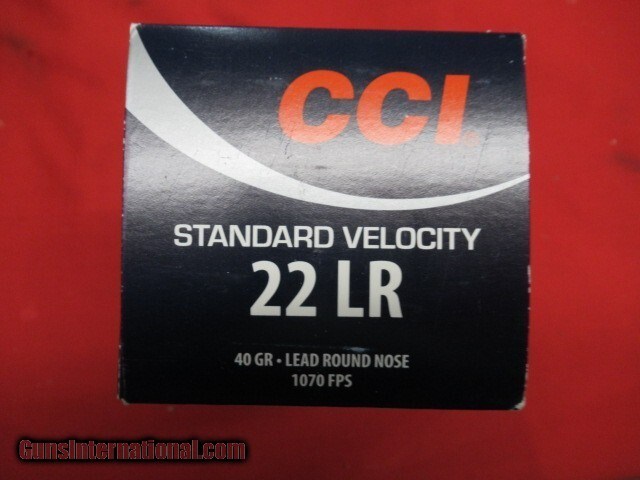 CCI
STANDARD VELOCITY
22 LR
40 GR • LEAD ROUND NOSE
1070 FPS
GunsInternational.com